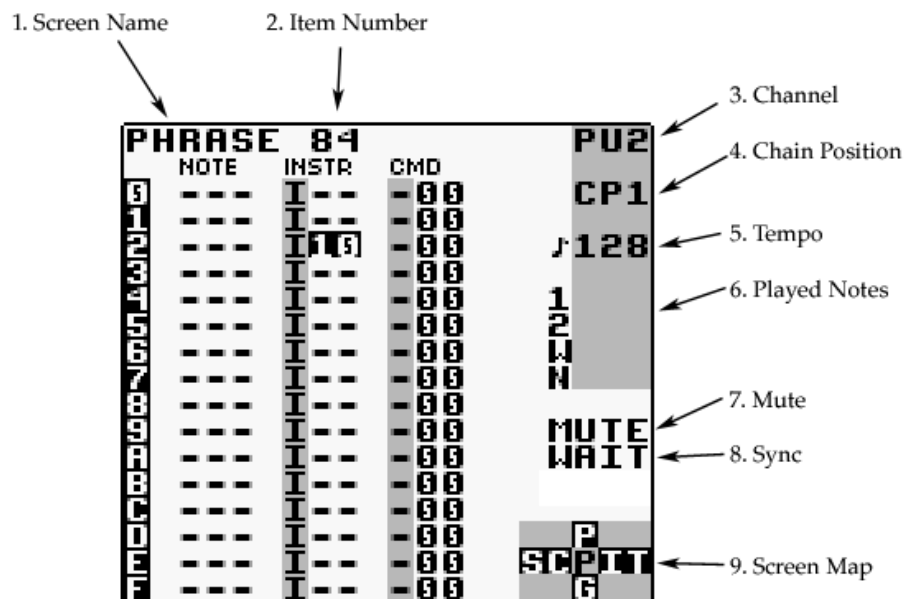 1. Screen Name
2. Item Number
3. Channel
4. Chain Position
5. Tempo
6. Played Notes
7. Mute
8. Sync
9. Screen Map
PHRASE 84 PU2
NOTE INSTR CMD
0 --- I-- -00 CP1
1 --- I-- -00
2 --- I10 -00 ♪128
3 --- I-- -00
4 --- I-- -00 1
5 --- I-- -00 2
6 --- I-- -00 W
7 --- I-- -00 N
8 --- I-- -00
9 --- I-- -00 MUTE
A --- I-- -00 WAIT
B --- I-- -00
C --- I-- -00
D --- I-- -00 P
E --- I-- -00 SCPIT
F --- I-- -00 G